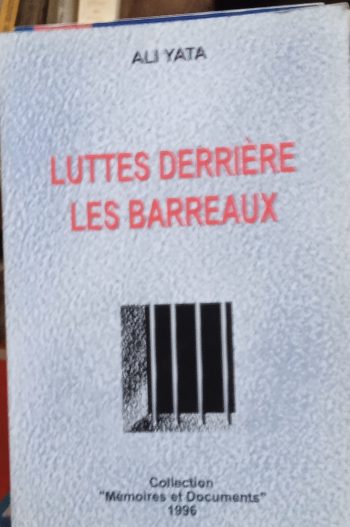 ALI YATA
LUTTES DERRIÈRE
LES BARREAUX
Collection
"Mémoires et Documents"
1996